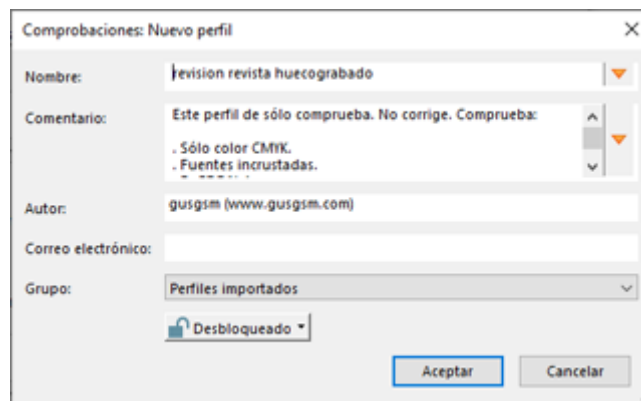 Comprobaciones: Nuevo perfil
Nombre: revision revista huecograbado
Comentario: Este perfil de sólo comprueba. No corrige. Comprueba:
. Sólo color CMYK.
. Fuentes incrustadas.
Autor: gusgsm (www.gusgsm.com)
Correo electrónico:
Grupo: Perfiles importados
Desbloqueado
Aceptar Cancelar